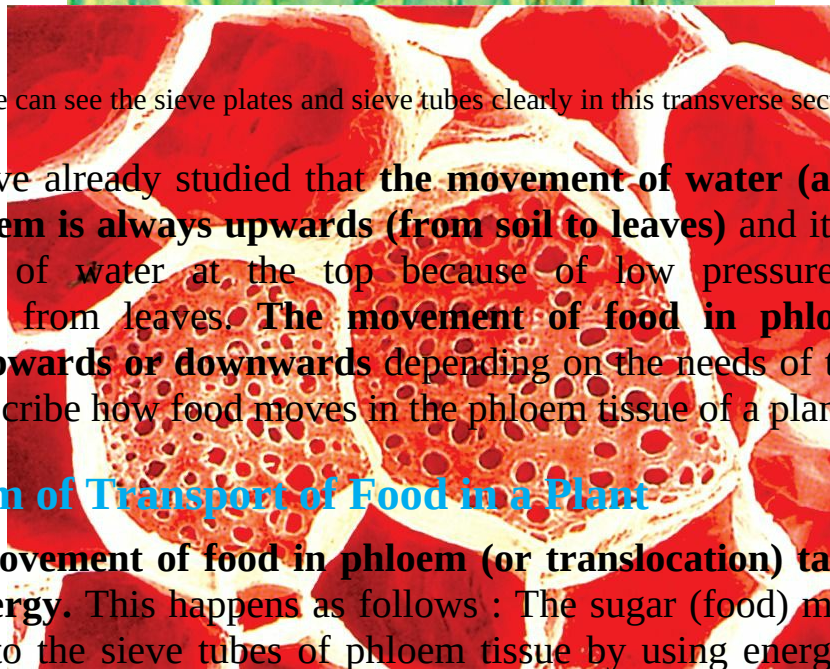 e can see the sieve plates and sieve tubes clearly in this transverse sec
ve already studied that the movement of water (a
em is always upwards (from soil to leaves) and it
of water at the top because of low pressure
from leaves. The movement of food in phlo
pwards or downwards depending on the needs of t
cribe how food moves in the phloem tissue of a plan
m of Transport of Food in a Plant
ovement of food in phloem (or translocation) ta
ergy. This happens as follows : The sugar (food) m
to the sieve tubes of phloem tissue by using energ